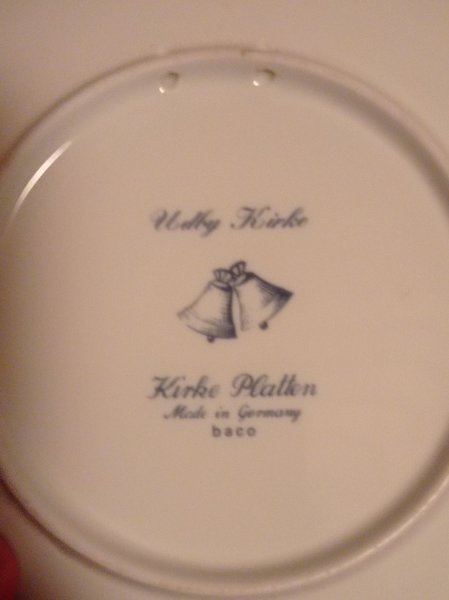 Udby Kirke
Kirke Platten
Made in Germany
baco